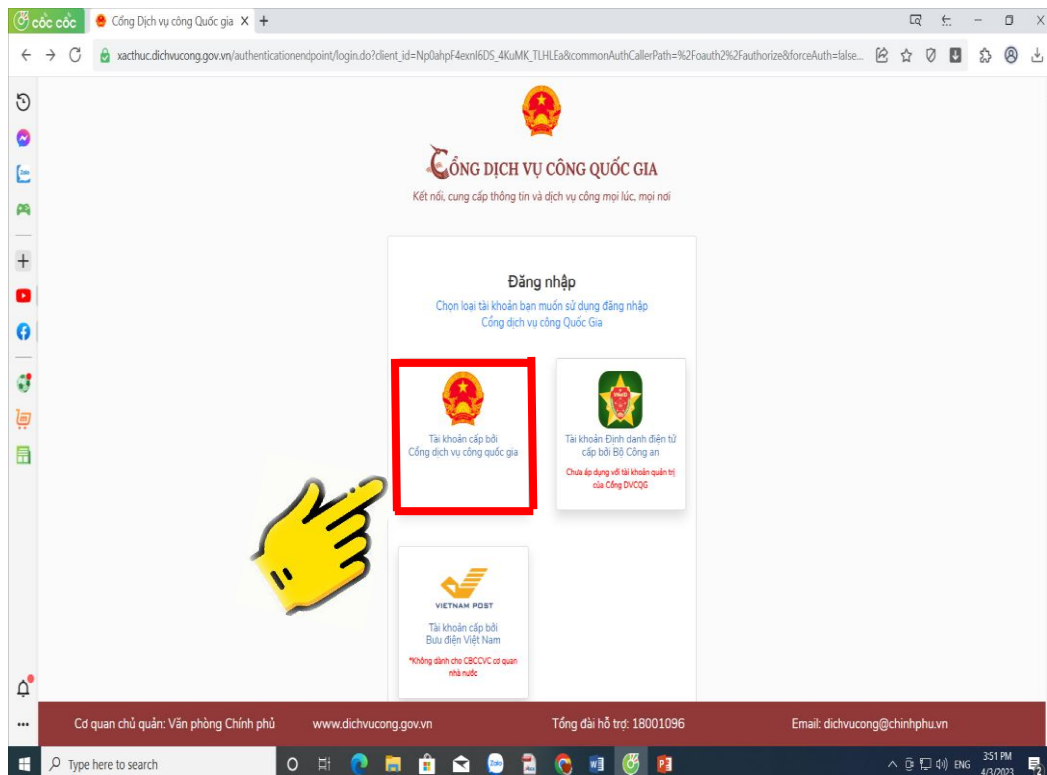 cốc cốc Cổng Dịch vụ công Quốc gia
xacthuc.dichvucong.gov.vn/authenticationendpoint/login.do?client_id=Np0ahpF4exnI6DS_4KuMK_TLHLEa&commonAuthCallerPath=%2Foauth2%2Fauthorize&forceAuth=false...
CỔNG DỊCH VỤ CÔNG QUỐC GIA
Kết nối, cung cấp thông tin và dịch vụ công mọi lúc, mọi nơi
Đăng nhập
Chọn loại tài khoản bạn muốn sử dụng đăng nhập
Cổng dịch vụ công Quốc Gia
Tài khoản cấp bởi
Cổng dịch vụ công quốc gia
Tài khoản Định danh điện tử
cấp bởi Bộ Công an
Chưa áp dụng với tài khoản quản trị
của Cổng DVCQG
VIETNAM POST
Tài khoản cấp bởi
Bưu điện Việt Nam
*Không dành cho CBCCVC cơ quan
nhà nước
Cơ quan chủ quản: Văn phòng Chính phủ www.dichvucong.gov.vn Tổng đài hỗ trợ: 18001096 Email: dichvucong@chinhphu.vn
Type here to search ENG 3:51 PM
4/3/2023